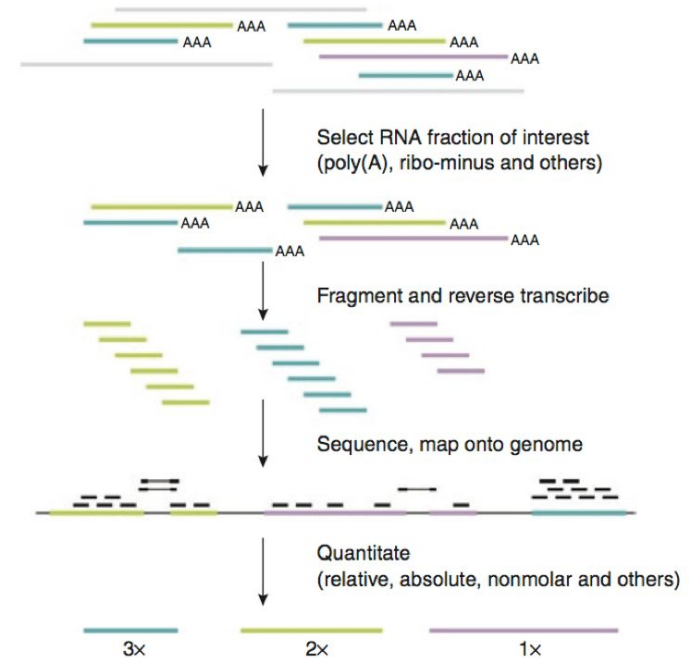 AAA AAA
AAA AAA
AAA
AAA
Select RNA fraction of interest
(poly(A), ribo-minus and others)
AAA AAA
AAA AAA
AAA
AAA
Fragment and reverse transcribe
Sequence, map onto genome
Quantitate
(relative, absolute, nonmolar and others)
3× 2× 1×